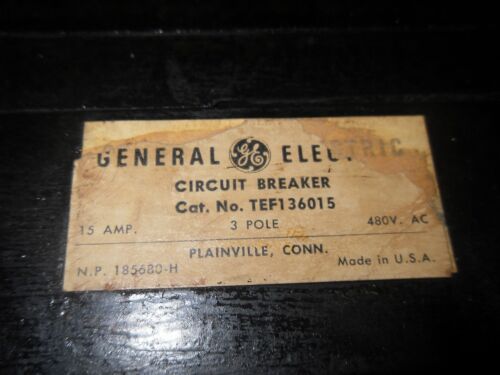 GENERAL GE ELECTRIC
CIRCUIT BREAKER
Cat. No. TEF136015
15 AMP. 3 POLE 480V. AC
PLAINVILLE, CONN.
N.P. 185680-H Made in U.S.A.